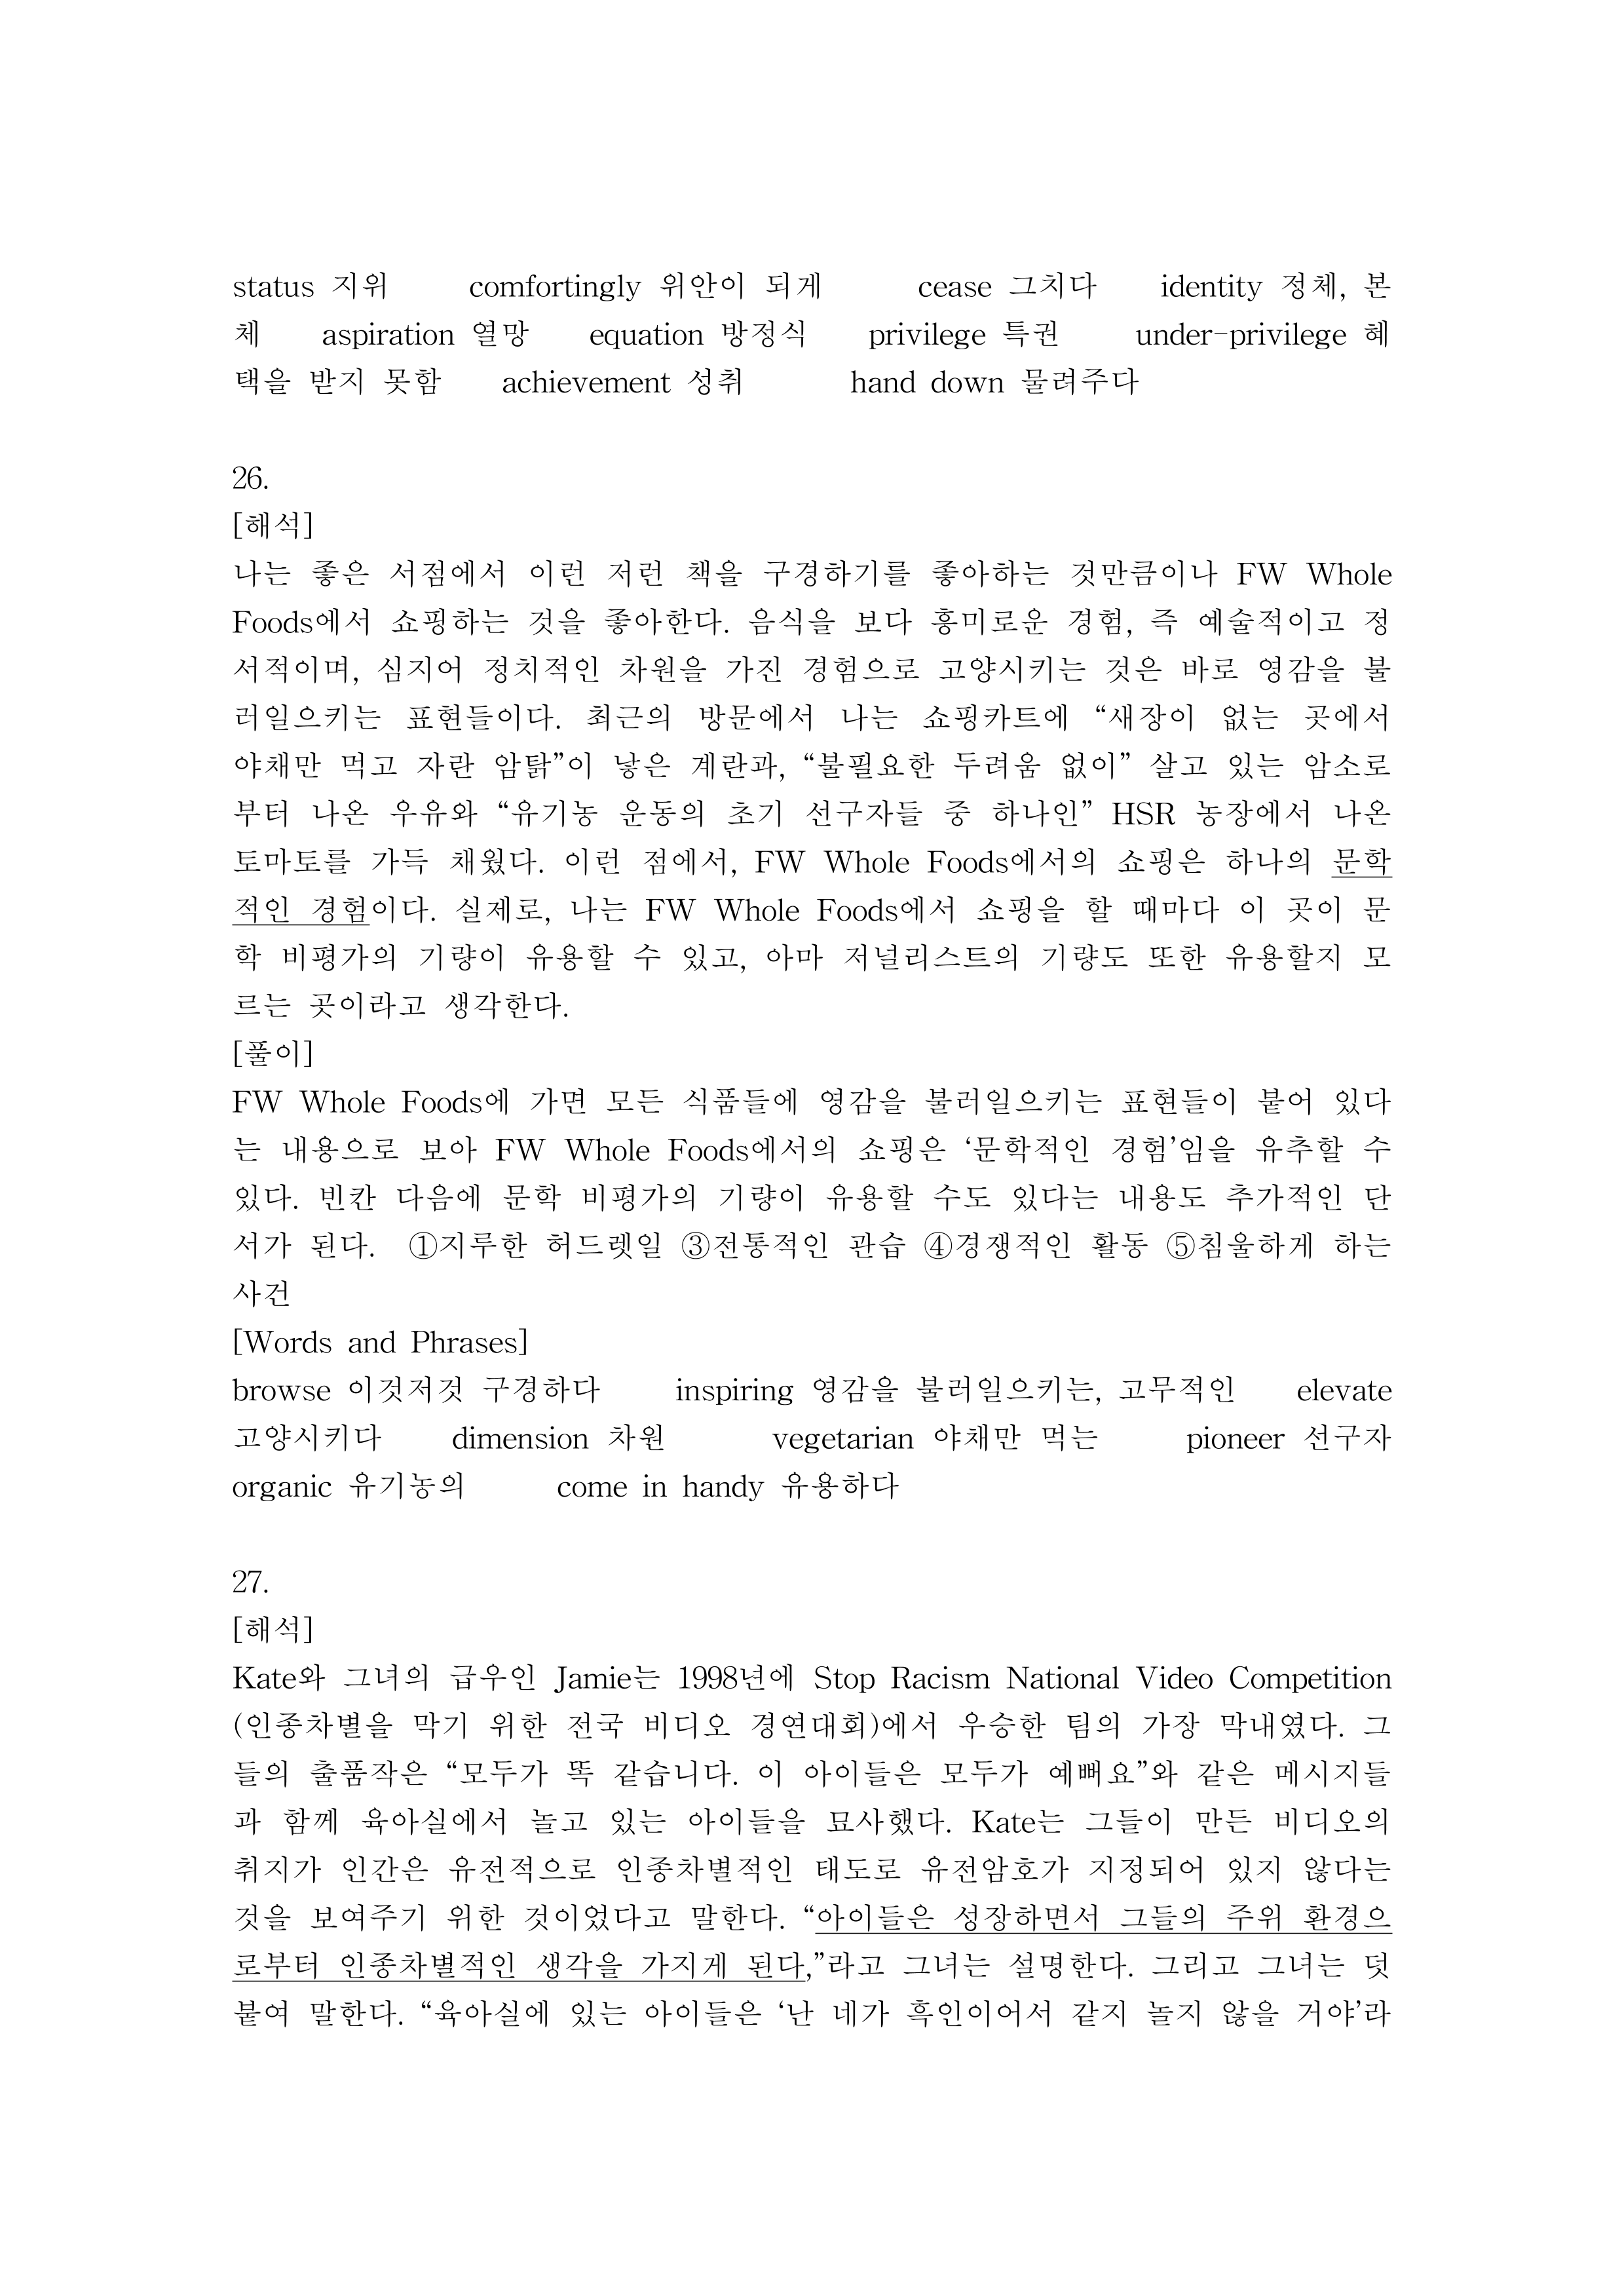 status 지위 comfortingly 위안이 되게 cease 그치다 identity 정체, 본
체 aspiration 열망 equation 방정식 privilege 특권 under-privilege 혜
택을 받지 못함 achievement 성취 hand down 물려주다
26.
[해석]
나는 좋은 서점에서 이런 저런 책을 구경하기를 좋아하는 것만큼이나 FW Whole
Foods에서 쇼핑하는 것을 좋아한다. 음식을 보다 흥미로운 경험, 즉 예술적이고 정
서적이며, 심지어 정치적인 차원을 가진 경험으로 고양시키는 것은 바로 영감을 불
러일으키는 표현들이다. 최근의 방문에서 나는 쇼핑카트에 “새장이 없는 곳에서
야채만 먹고 자란 암탉”이 낳은 계란과, “불필요한 두려움 없이” 살고 있는 암소로
부터 나온 우유와 “유기농 운동의 초기 선구자들 중 하나인” HSR 농장에서 나온
토마토를 가득 채웠다. 이런 점에서, FW Whole Foods에서의 쇼핑은 하나의 문학
적인 경험이다. 실제로, 나는 FW Whole Foods에서 쇼핑을 할 때마다 이 곳이 문
학 비평가의 기량이 유용할 수 있고, 아마 저널리스트의 기량도 또한 유용할지 모
르는 곳이라고 생각한다.
[풀이]
FW Whole Foods에 가면 모든 식품들에 영감을 불러일으키는 표현들이 붙어 있다
는 내용으로 보아 FW Whole Foods에서의 쇼핑은 ‘문학적인 경험’임을 유추할 수
있다. 빈칸 다음에 문학 비평가의 기량이 유용할 수도 있다는 내용도 추가적인 단
서가 된다. ①지루한 허드렛일 ③전통적인 관습 ④경쟁적인 활동 ⑤침울하게 하는
사건
[Words and Phrases]
browse 이것저것 구경하다 inspiring 영감을 불러일으키는, 고무적인 elevate
고양시키다 dimension 차원 vegetarian 야채만 먹는 pioneer 선구자
organic 유기농의 come in handy 유용하다
27.
[해석]
Kate와 그녀의 급우인 Jamie는 1998년에 Stop Racism National Video Competition
(인종차별을 막기 위한 전국 비디오 경연대회)에서 우승한 팀의 가장 막내였다. 그
들의 출품작은 “모두가 똑 같습니다. 이 아이들은 모두가 예뻐요”와 같은 메시지들
과 함께 육아실에서 놀고 있는 아이들을 묘사했다. Kate는 그들이 만든 비디오의
취지가 인간은 유전적으로 인종차별적인 태도로 유전암호가 지정되어 있지 않다는
것을 보여주기 위한 것이었다고 말한다. “아이들은 성장하면서 그들의 주위 환경으
로부터 인종차별적인 생각을 가지게 된다,”라고 그녀는 설명한다. 그리고 그녀는 덧
붙여 말한다. “육아실에 있는 아이들은 ‘난 네가 흑인이어서 같지 놀지 않을 거야’라